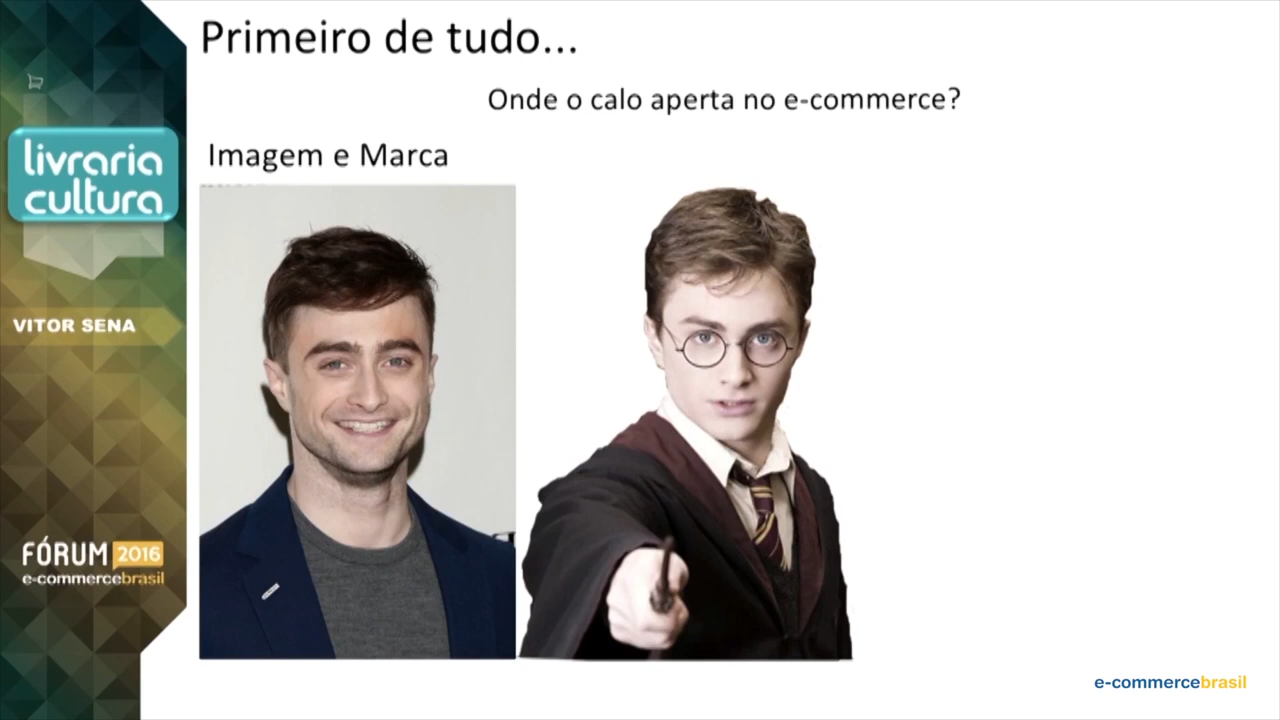 Primeiro de tudo...
Onde o calo aperta no e-commerce?
Imagem e Marca
livraria
cultura
VITOR SENA
FÓRUM 2016
e-commercebrasil
e-commercebrasil